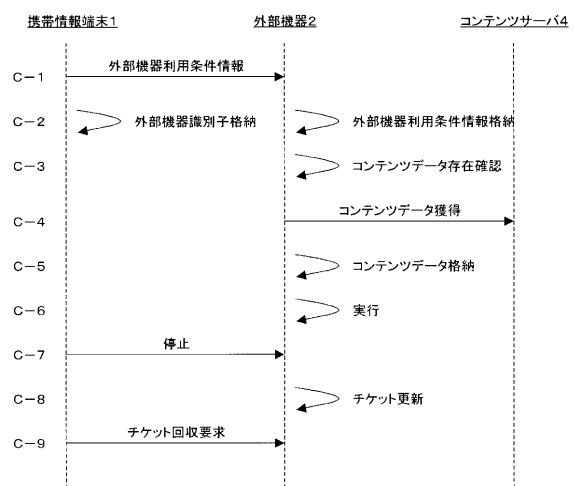 携帯情報端末1 外部機器2 コンテンツサーバ4
C－1 外部機器利用条件情報
C－2 外部機器識別子格納 外部機器利用条件情報格納
C－3 コンテンツデータ存在確認
C－4 コンテンツデータ獲得
C－5 コンテンツデータ格納
C－6 実行
C－7 停止
C－8 チケット更新
C－9 チケット回収要求